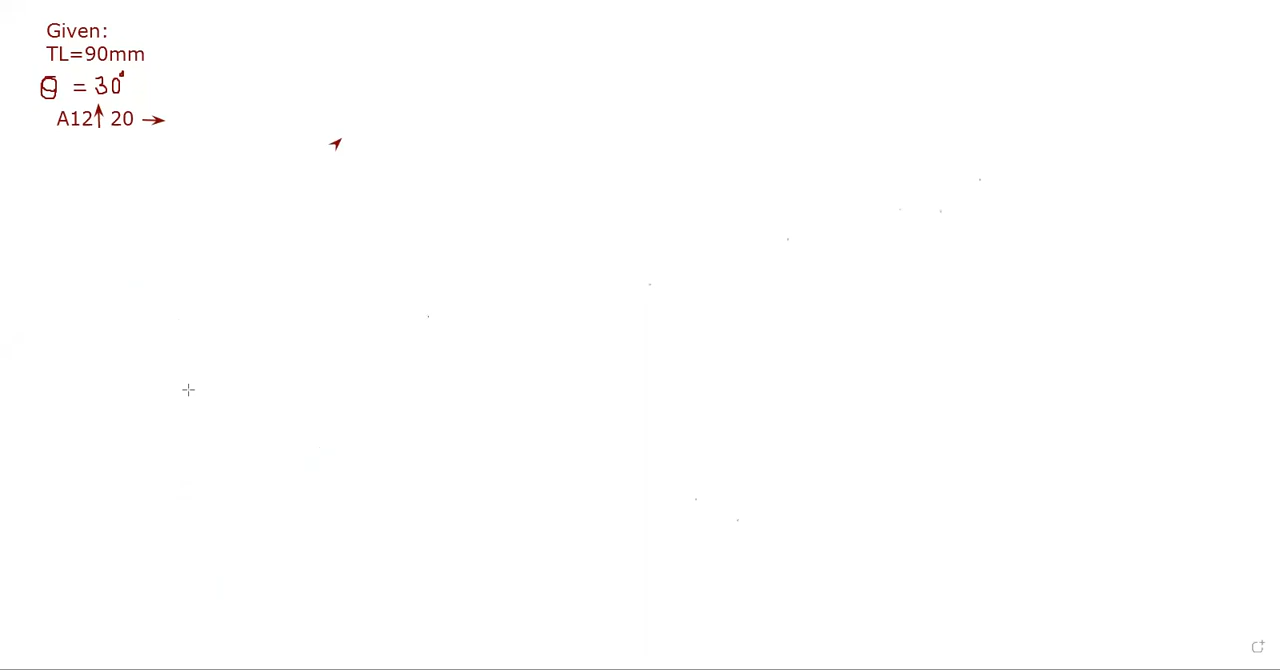 Given:
TL=90mm
θ = 30°
A12↑ 20 →